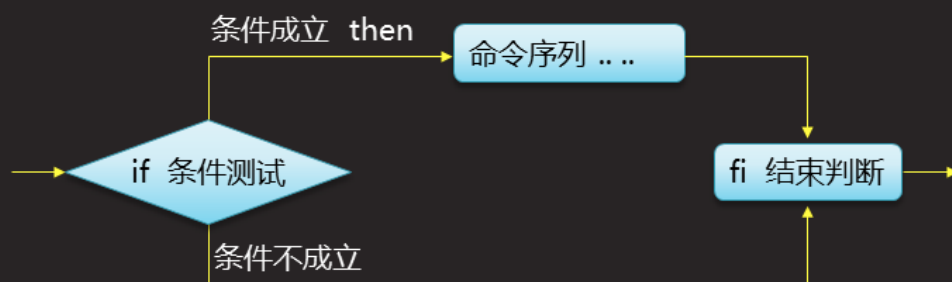 条件成立 then
命令序列 .. ..
if 条件测试
fi 结束判断
条件不成立